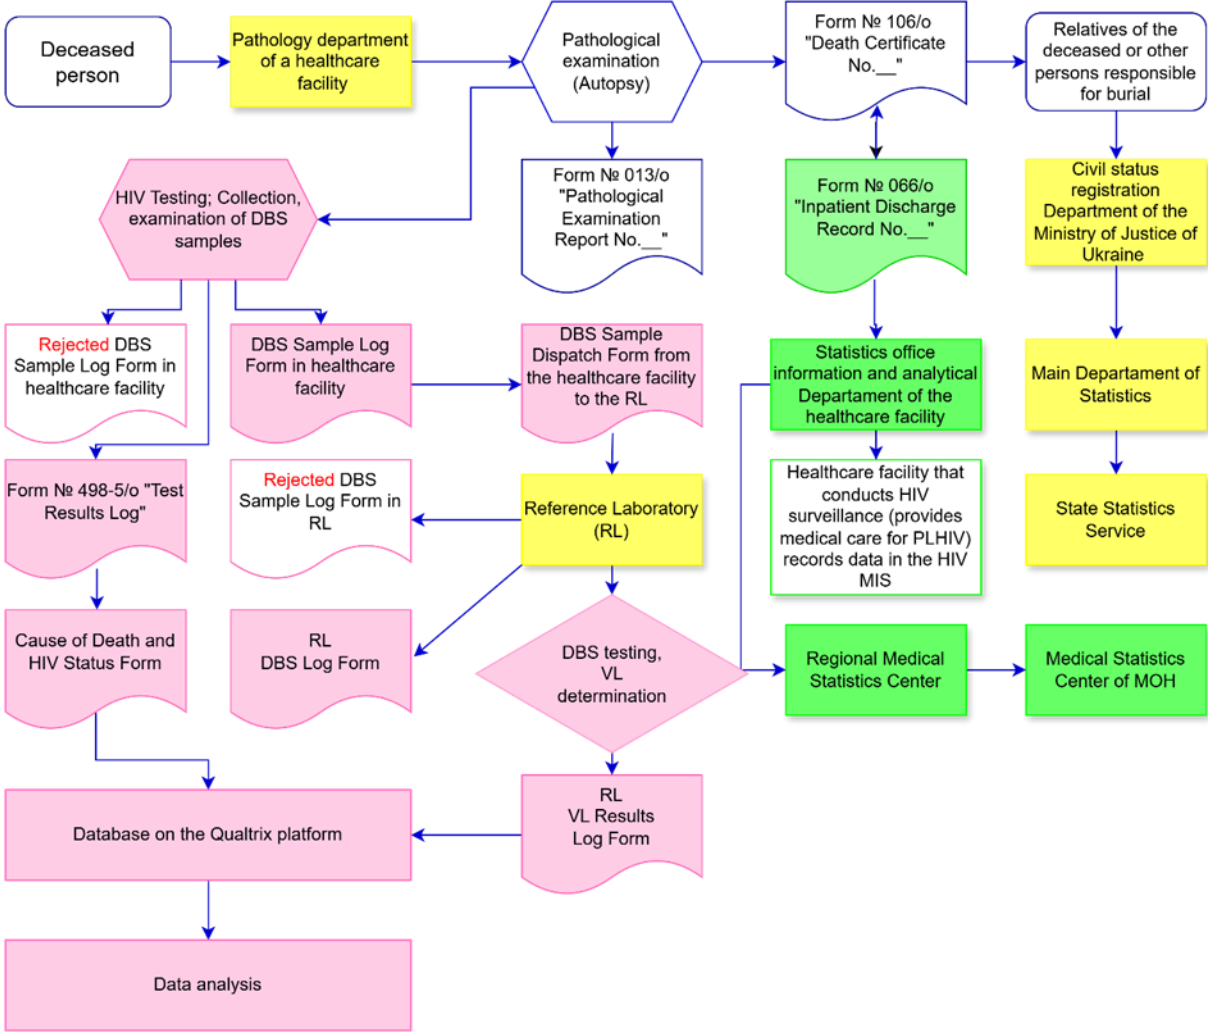 Deceased
person
Pathology department
of a healthcare
facility
Pathological
examination
(Autopsy)
Form № 106/o
"Death Certificate
No.__"
Relatives of the
deceased or other
persons responsible
for burial
HIV Testing; Collection,
examination of DBS
samples
Form № 013/o
"Pathological
Examination
Report No.__"
Form № 066/o
"Inpatient Discharge
Record No.__"
Civil status
registration
Department of the
Ministry of Justice of
Ukraine
Rejected DBS
Sample Log Form in
healthcare facility
DBS Sample Log
Form in healthcare
facility
DBS Sample
Dispatch Form from
the healthcare facility
to the RL
Statistics office
information and analytical
Departament of the
healthcare facility
Main Departament of
Statistics
Form № 498-5/o "Test
Results Log"
Rejected DBS
Sample Log Form in
RL
Reference Laboratory
(RL)
Healthcare facility that
conducts HIV
surveillance (provides
medical care for PLHIV)
records data in the HIV
MIS
State Statistics
Service
Cause of Death and
HIV Status Form
RL
DBS Log Form
DBS testing,
VL
determination
Regional Medical
Statistics Center
Medical Statistics
Center of MOH
Database on the Qualtrix platform
RL
VL Results
Log Form
Data analysis